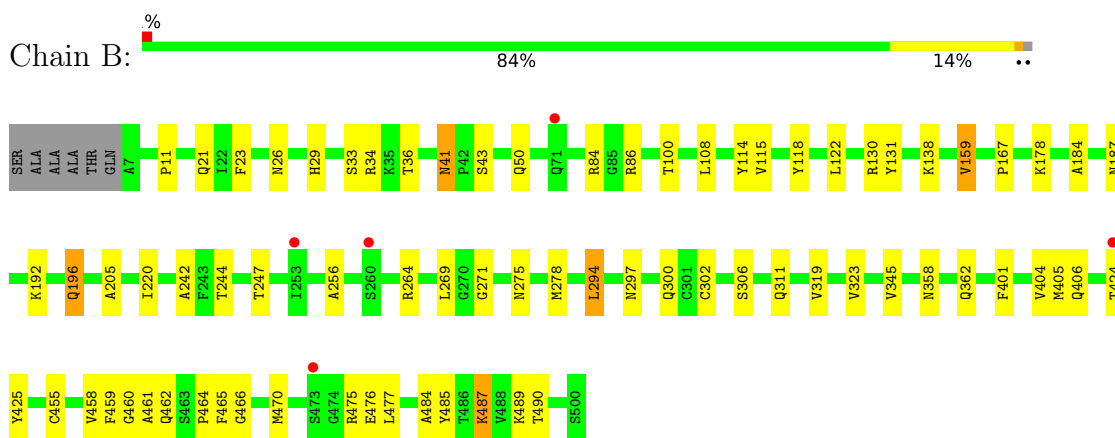 .%
Chain B:
84% 14% ••
SER ALA ALA ALA THR GLN A7 P11 Q21 I22 F23 N26 H29 S33 R34 K35 T36 N41 P42 S43 Q50 Q71 R84 G85 R86 T100 L108 Y114 V115 Y118 L122 R130 Y131 K138 V159 P167 K178 A184 N187
K192 Q196 A205 I220 A242 F243 T244 T247 I253 A256 S260 R264 L269 G270 G271 N275 M278 L294 N297 Q300 C301 C302 S306 Q311 V319 V323 V345 N358 Q362 F401 V404 M405 Q406 T424
Y425 C455 V458 F459 G460 A461 Q462 S463 P464 F465 G466 M470 S473 G474 R475 E476 L477 A484 Y485 T486 K487 V488 K489 T490 S500